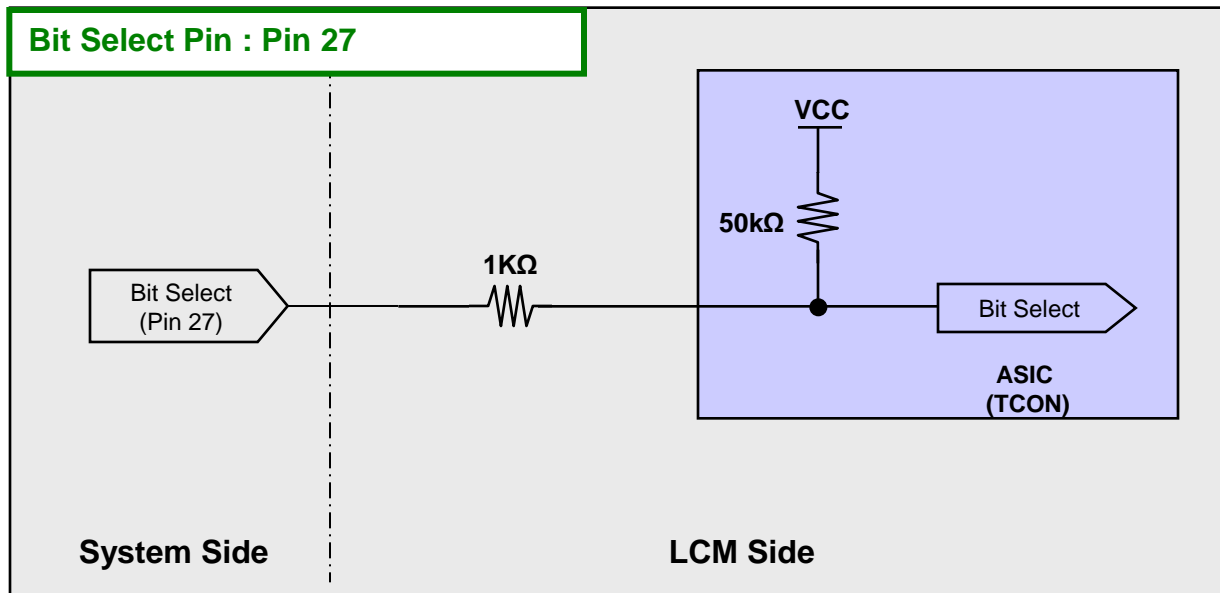 Bit Select Pin : Pin 27
VCC
50kΩ
1KΩ
Bit Select
(Pin 27)
Bit Select
ASIC
(TCON)
System Side
LCM Side